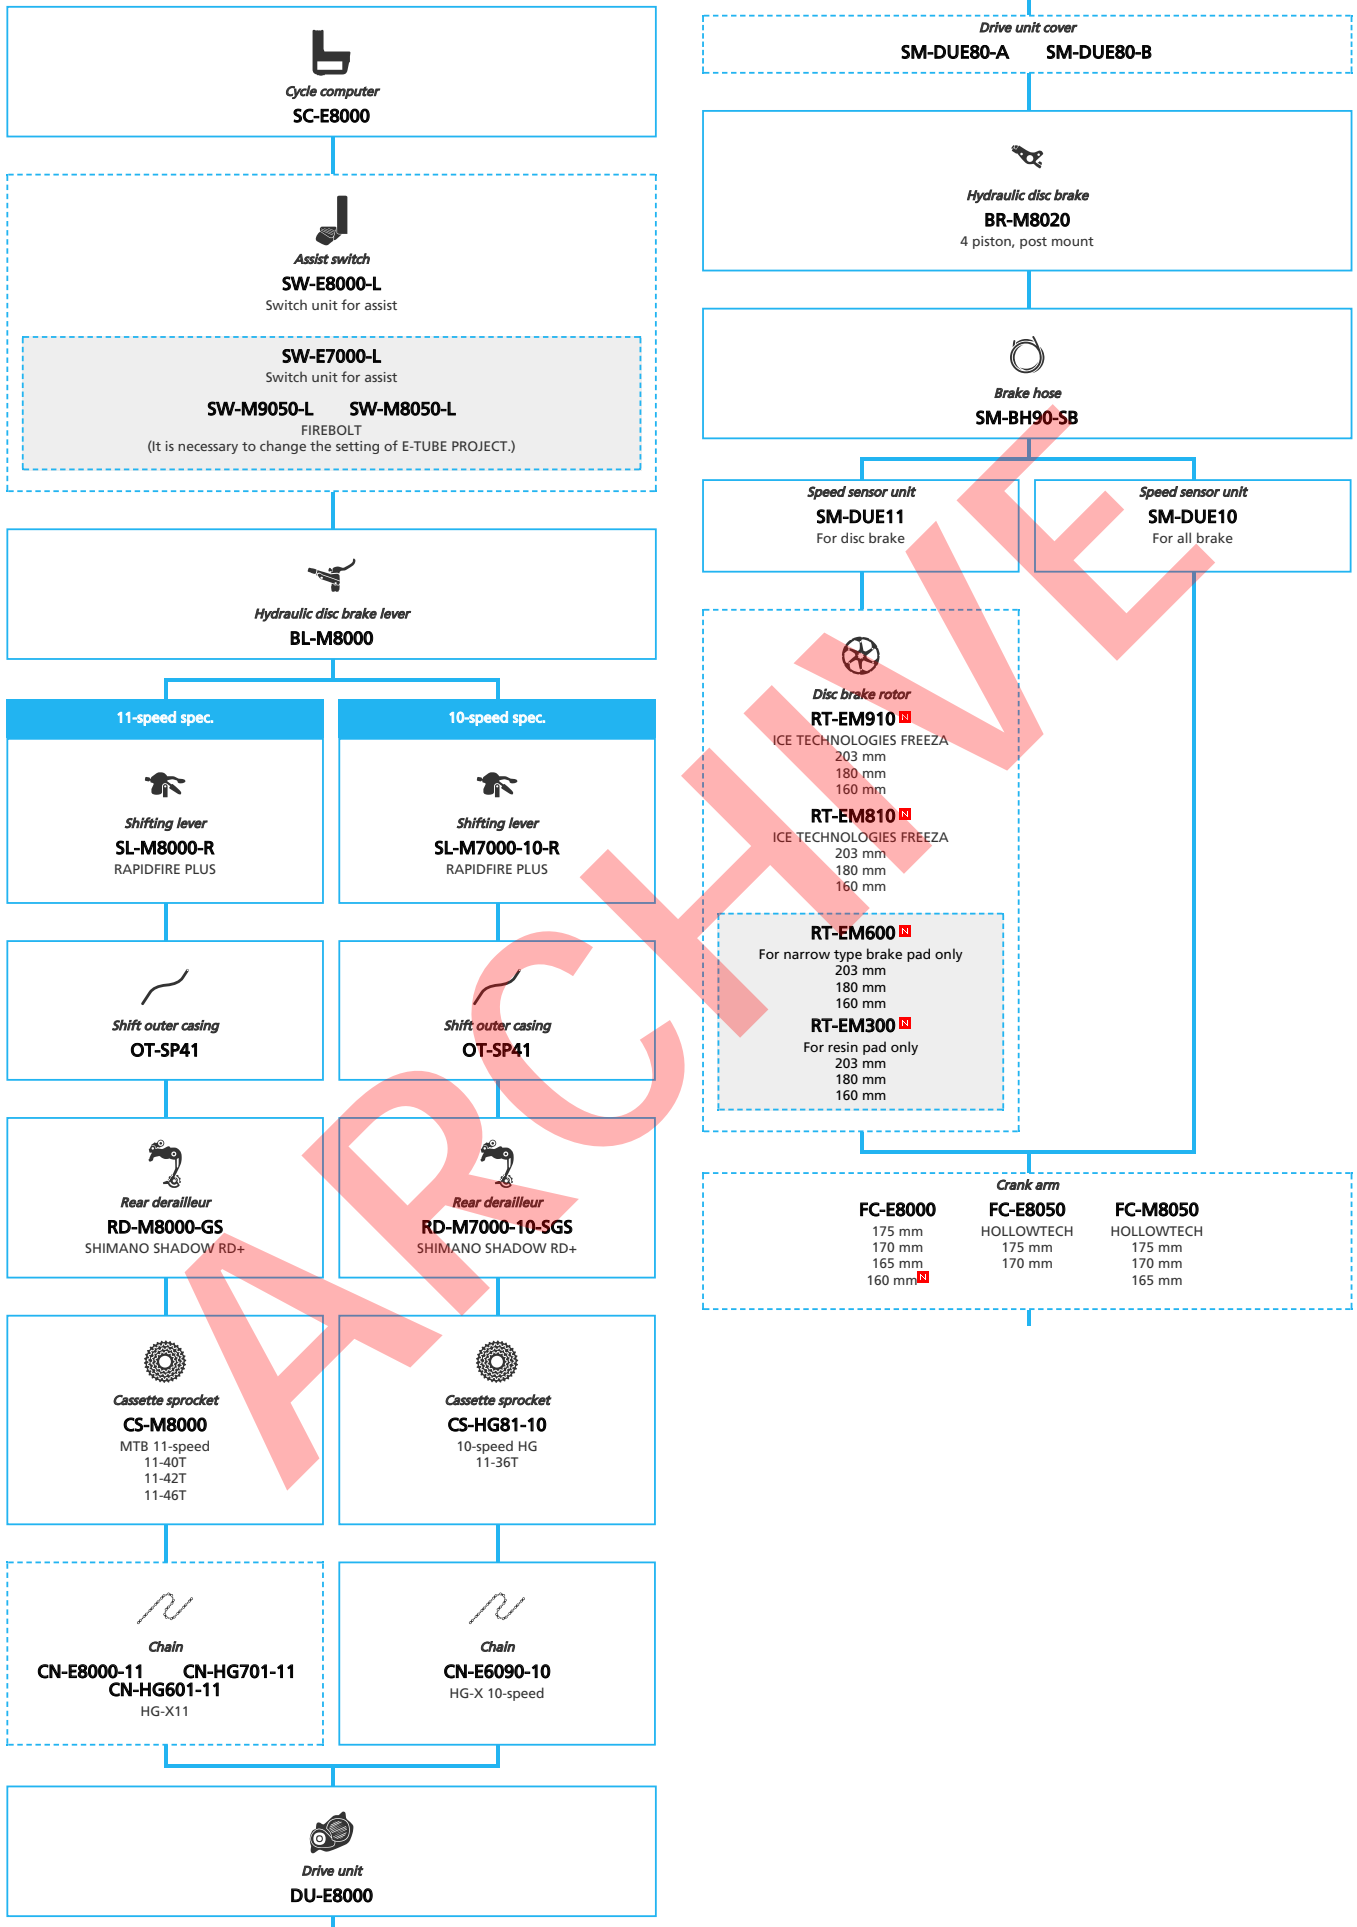 Cycle computer
SC-E8000
Assist switch
SW-E8000-L
Switch unit for assist
SW-E7000-L
Switch unit for assist
SW-M9050-L SW-M8050-L
FIREBOLT
(It is necessary to change the setting of E-TUBE PROJECT.)
Hydraulic disc brake lever
BL-M8000
11-speed spec.
Shifting lever
SL-M8000-R
RAPIDFIRE PLUS
Shift outer casing
OT-SP41
Rear derailleur
RD-M8000-GS
SHIMANO SHADOW RD+
Cassette sprocket
CS-M8000
MTB 11-speed
11-40T
11-42T
11-46T
Chain
CN-E8000-11 CN-HG701-11
CN-HG601-11
HG-X11
10-speed spec.
Shifting lever
SL-M7000-10-R
RAPIDFIRE PLUS
Shift outer casing
OT-SP41
Rear derailleur
RD-M7000-10-SGS
SHIMANO SHADOW RD+
Cassette sprocket
CS-HG81-10
10-speed HG
11-36T
Chain
CN-E6090-10
HG-X 10-speed
Drive unit
DU-E8000
Drive unit cover
SM-DUE80-A SM-DUE80-B
Hydraulic disc brake
BR-M8020
4 piston, post mount
Brake hose
SM-BH90-SB
Speed sensor unit
SM-DUE11
For disc brake
Speed sensor unit
SM-DUE10
For all brake
Disc brake rotor
RT-EM910 N
ICE TECHNOLOGIES FREEZA
203 mm
180 mm
160 mm
RT-EM810 N
ICE TECHNOLOGIES FREEZA
203 mm
180 mm
160 mm
RT-EM600 N
For narrow type brake pad only
203 mm
180 mm
160 mm
RT-EM300 N
For resin pad only
203 mm
180 mm
160 mm
Crank arm
FC-E8000
175 mm
170 mm
165 mm
160 mm N
FC-E8050
HOLLOWTECH
175 mm
170 mm
FC-M8050
HOLLOWTECH
175 mm
170 mm
165 mm
ARCHIVE